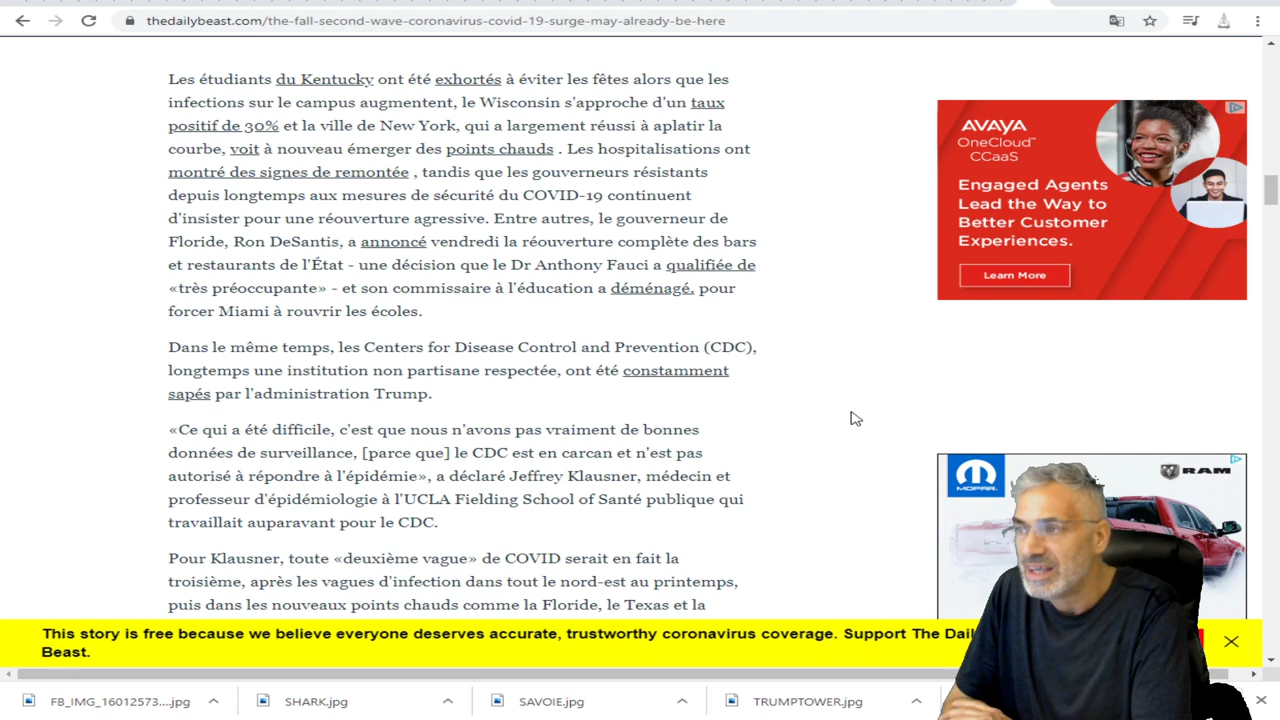 thedailybeast.com/the-fall-second-wave-coronavirus-covid-19-surge-may-already-be-here
Les étudiants du Kentucky ont été exhortés à éviter les fêtes alors que les
infections sur le campus augmentent, le Wisconsin s'approche d'un taux
positif de 30% et la ville de New York, qui a largement réussi à aplatir la
courbe, voit à nouveau émerger des points chauds . Les hospitalisations ont
montré des signes de remontée , tandis que les gouverneurs résistants
depuis longtemps aux mesures de sécurité du COVID-19 continuent
d'insister pour une réouverture agressive. Entre autres, le gouverneur de
Floride, Ron DeSantis, a annoncé vendredi la réouverture complète des bars
et restaurants de l'État - une décision que le Dr Anthony Fauci a qualifiée de
«très préoccupante» - et son commissaire à l'éducation a déménagé. pour
forcer Miami à rouvrir les écoles.
Dans le même temps, les Centers for Disease Control and Prevention (CDC),
longtemps une institution non partisane respectée, ont été constamment
sapés par l'administration Trump.
«Ce qui a été difficile, c'est que nous n'avons pas vraiment de bonnes
données de surveillance, [parce que] le CDC est en carcan et n'est pas
autorisé à répondre à l'épidémie», a déclaré Jeffrey Klausner, médecin et
professeur d'épidémiologie à l'UCLA Fielding School of Santé publique qui
travaillait auparavant pour le CDC.
Pour Klausner, toute «deuxième vague» de COVID serait en fait la
troisième, après les vagues d'infection dans tout le nord-est au printemps,
puis dans les nouveaux points chauds comme la Floride, le Texas et la
AVAYA
OneCloud™
CCaaS
Engaged Agents
Lead the Way to
Better Customer
Experiences.
Learn More
MOPAR
RAM
This story is free because we believe everyone deserves accurate, trustworthy coronavirus coverage. Support The
Beast.
FB_IMG_16012573....jpg
SHARK.jpg
SAVOIE.jpg
TRUMPTOWER.jpg